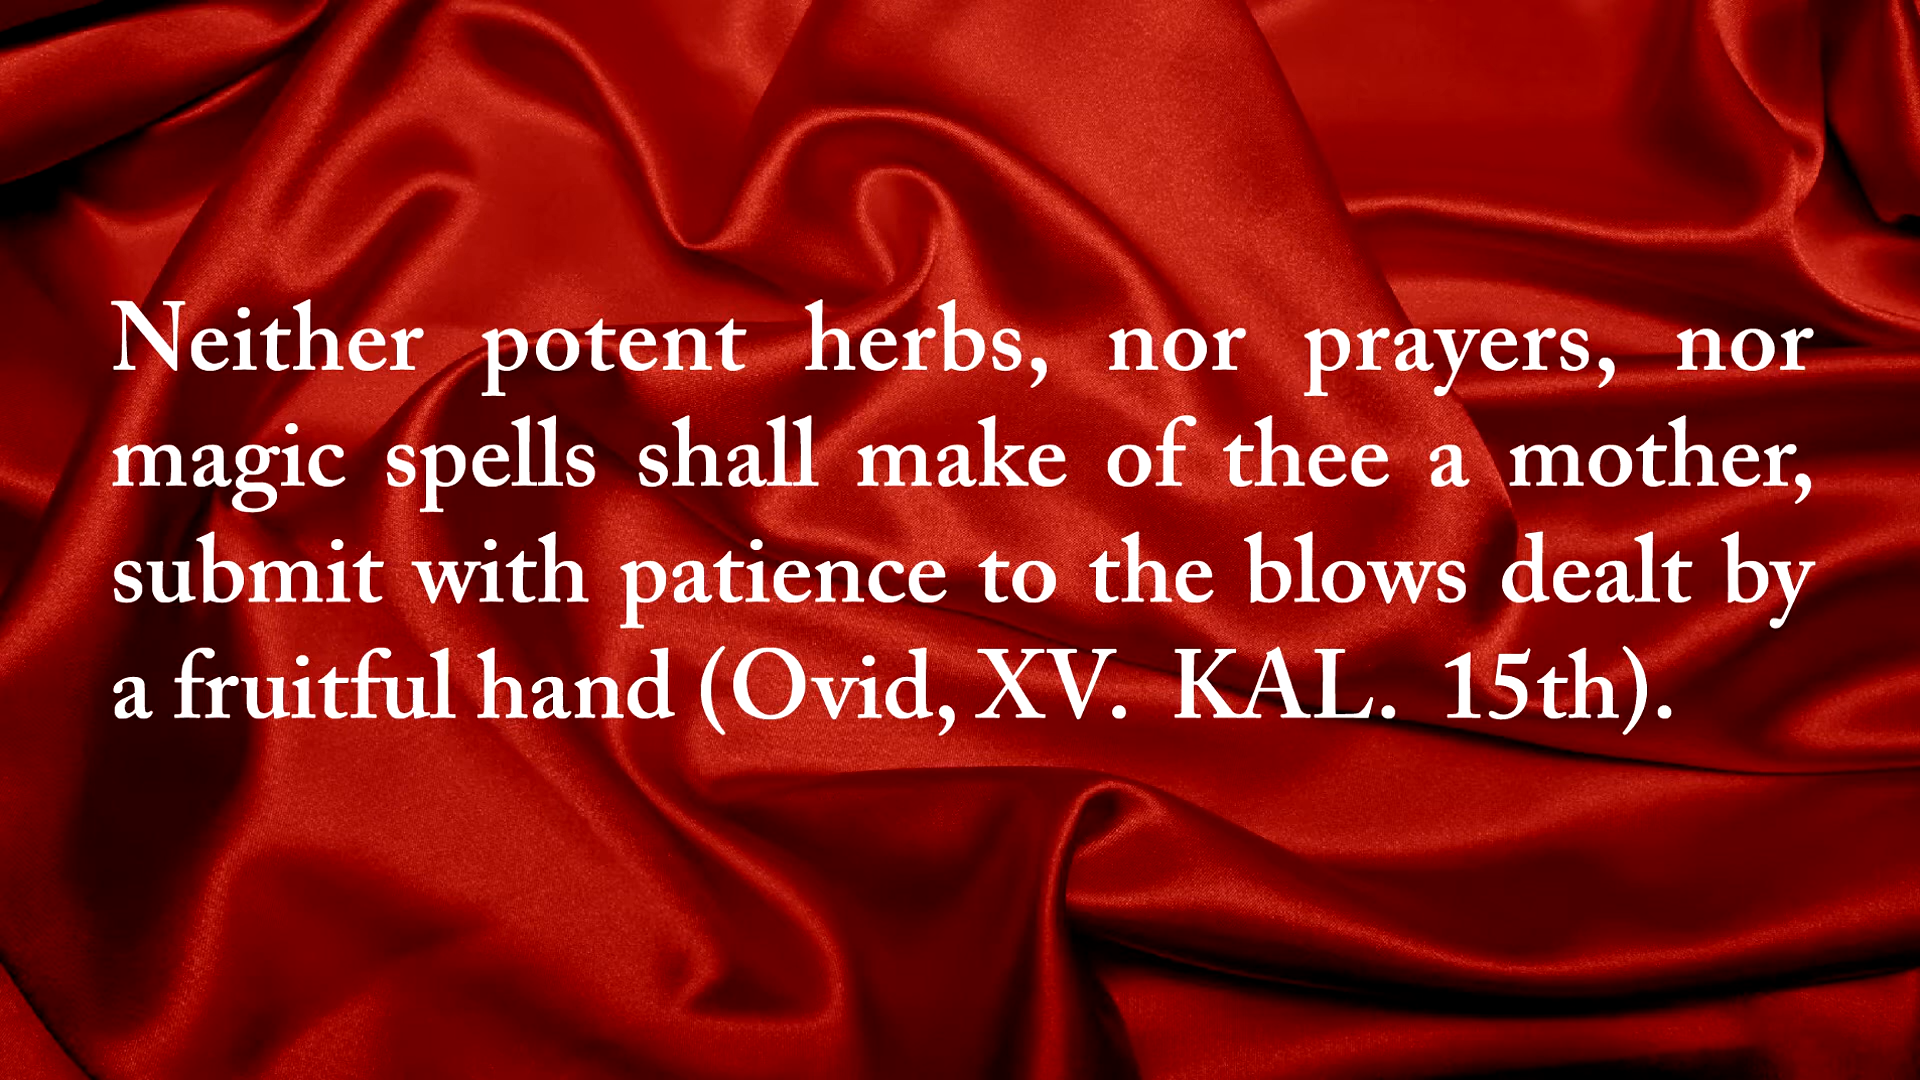 Neither potent herbs, nor prayers, nor
magic spells shall make of thee a mother,
submit with patience to the blows dealt by
a fruitful hand (Ovid, XV. KAL. 15th).